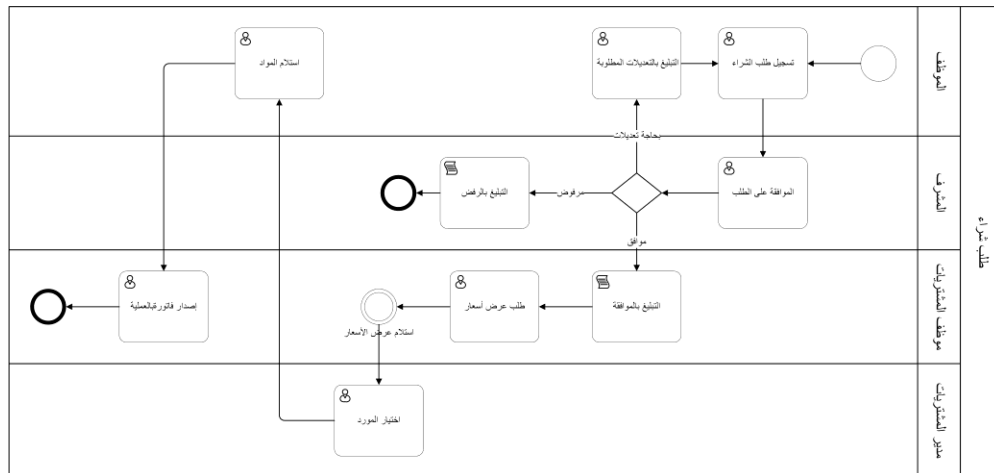 طلب شراء
الموظف
تسجيل طلب الشراء
التبليغ بالتعديلات المطلوبة
استلام المواد
بحاجة تعديلات
المشرف
الموافقة على الطلب
مرفوض
التبليغ بالرفض
موافق
موظف المشتريات
التبليغ بالموافقة
طلب عرض أسعار
استلام عرض الأسعار
إصدار فاتورةبالعملية
مدير المشتريات
اختيار المورد